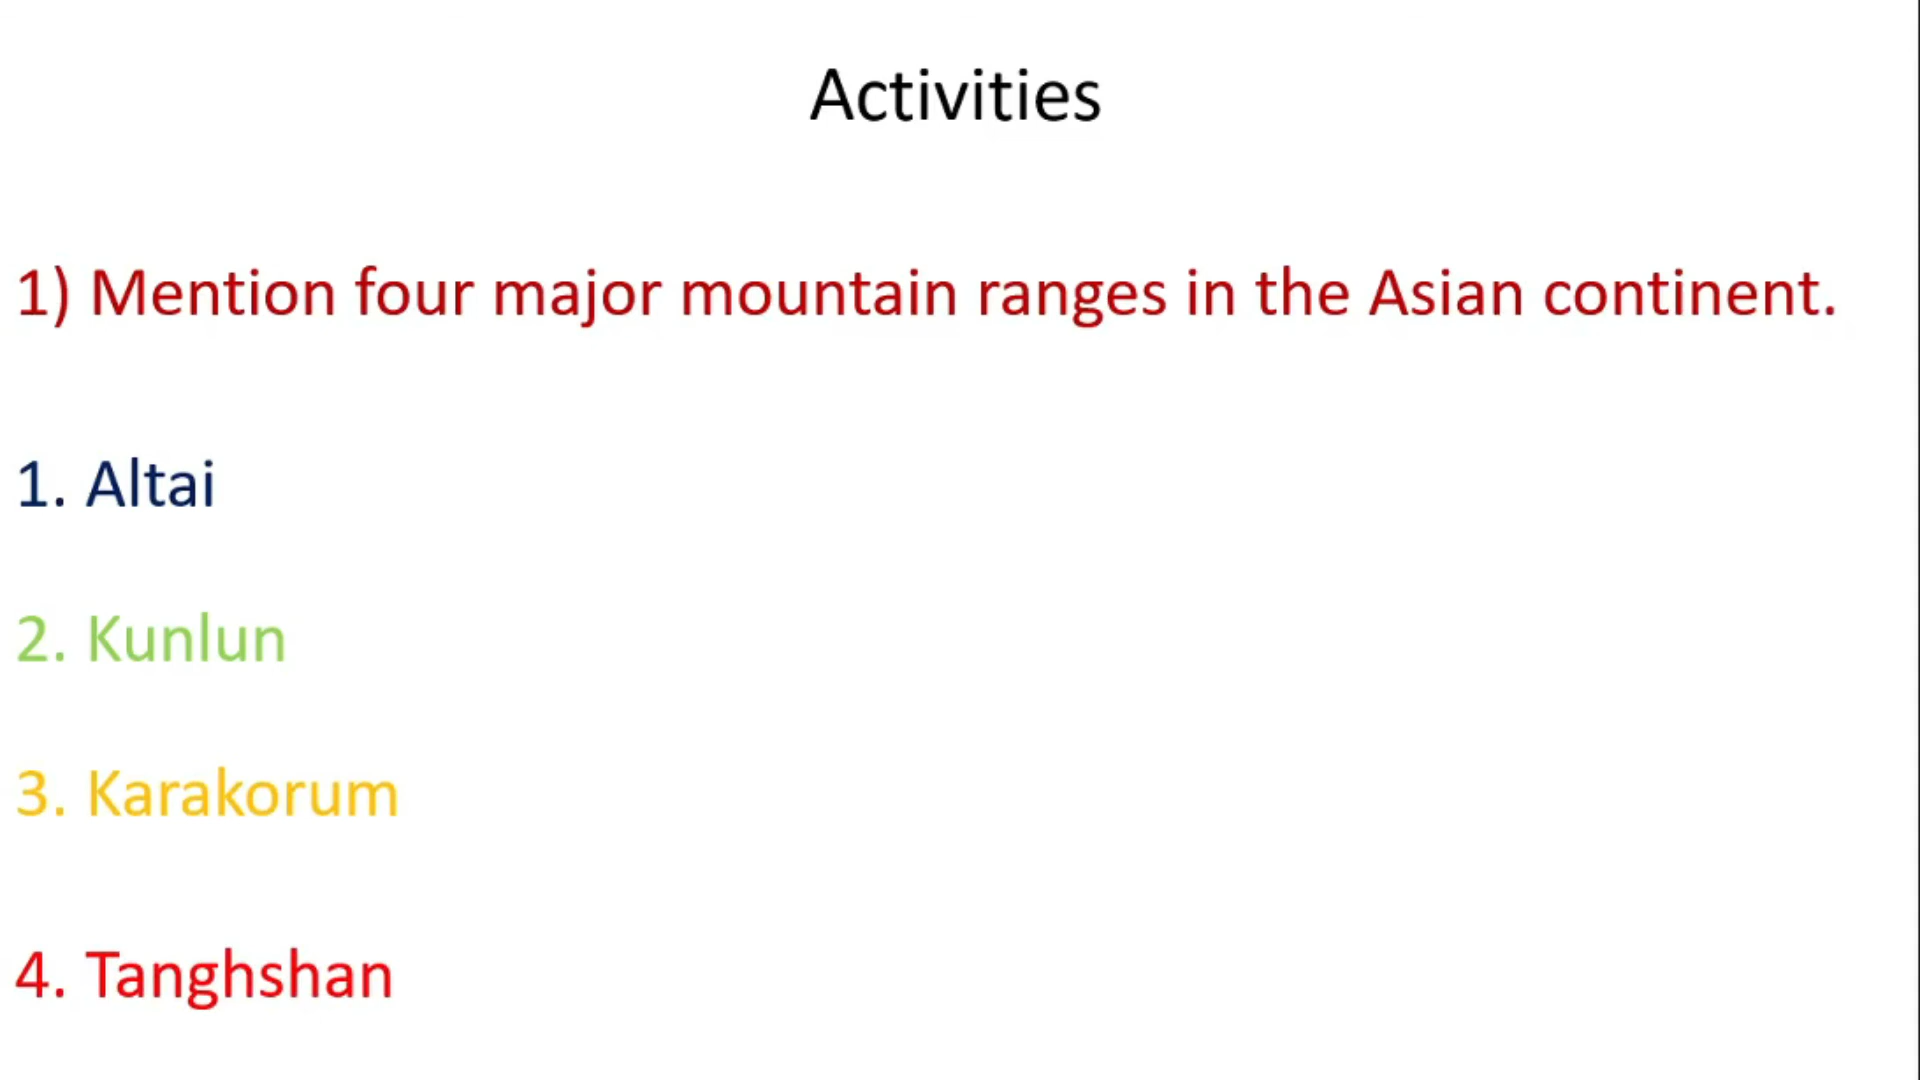 Activities
1) Mention four major mountain ranges in the Asian continent.
1. Altai
2. Kunlun
3. Karakorum
4. Tanghshan